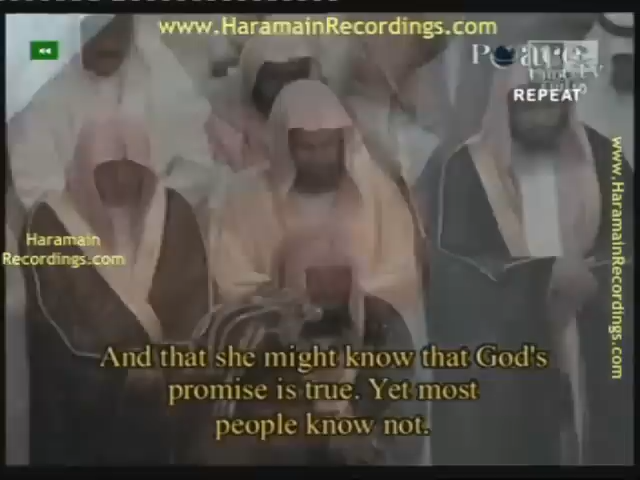 www.HaramainRecordings.com
Peace
REPEAT
www.HaramainRecordings.com
Haramain
Recordings.com
And that she might know that God's
promise is true. Yet most
people know not.